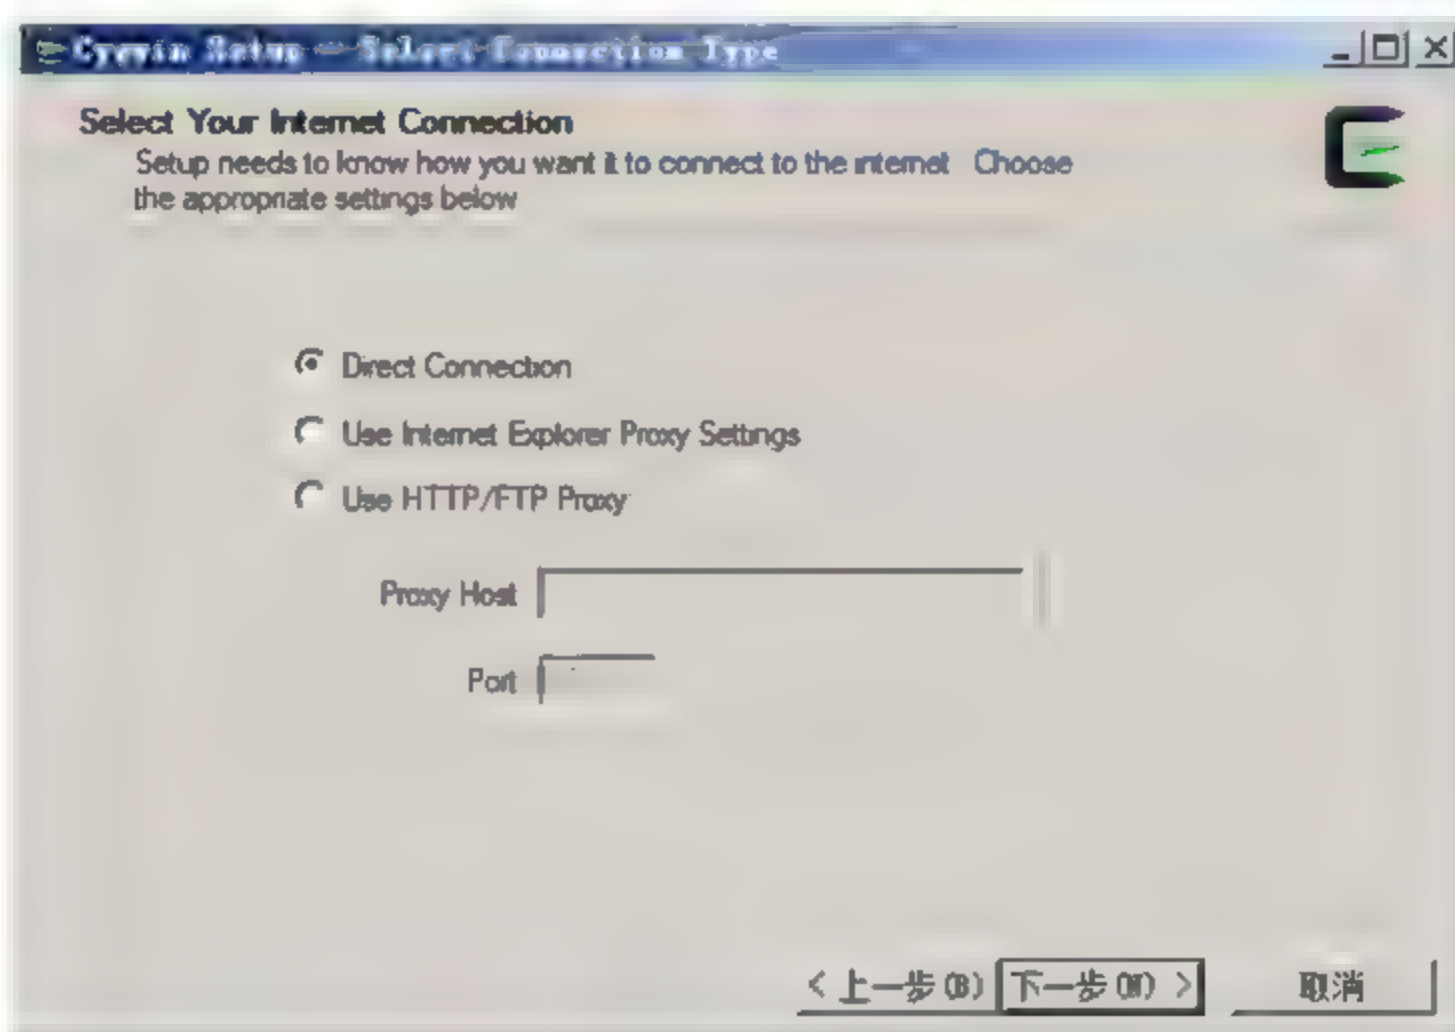 Cygwin Setup - Select Connection Type
Select Your Internet Connection
Setup needs to know how you want it to connect to the internet Choose
the appropriate settings below
Direct Connection
Use Internet Explorer Proxy Settings
Use HTTP/FTP Proxy
Proxy Host
Port
< 上一步(B) 下一步(N) > 取消